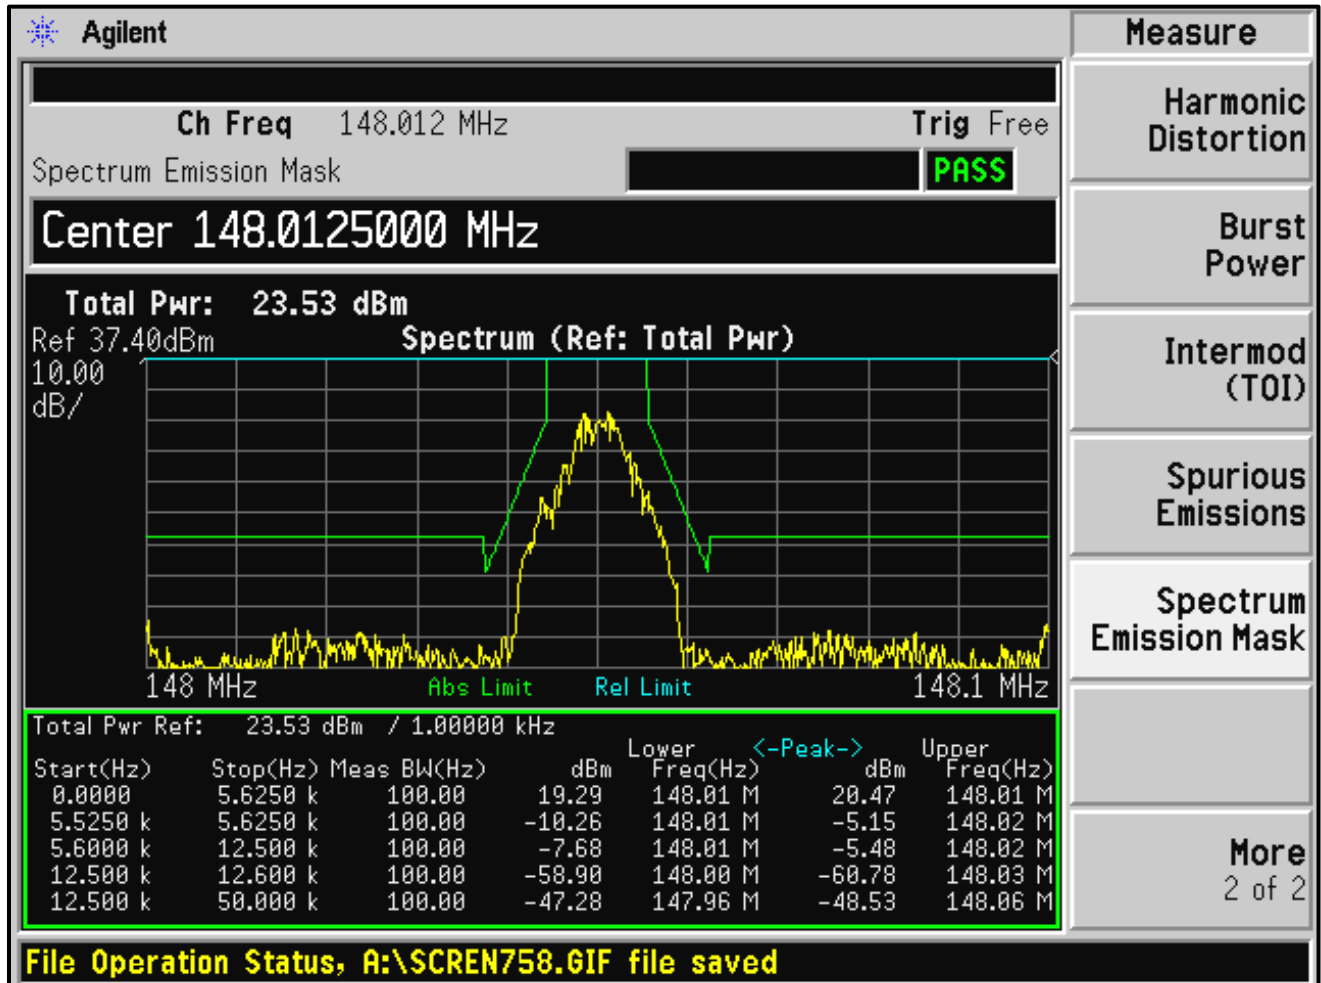 Agilent
Measure
Ch Freq 148.012 MHz Trig Free
Spectrum Emission Mask PASS
Center 148.0125000 MHz
Total Pwr: 23.53 dBm
Ref 37.40dBm Spectrum (Ref: Total Pwr)
10.00
dB/
148 MHz Abs Limit Rel Limit 148.1 MHz
Total Pwr Ref: 23.53 dBm / 1.00000 kHz
Lower <-Peak-> Upper
Start(Hz) Stop(Hz) Meas BW(Hz) dBm Freq(Hz) dBm Freq(Hz)
0.0000 5.6250 k 100.00 19.29 148.01 M 20.47 148.01 M
5.5250 k 5.6250 k 100.00 -10.26 148.01 M -5.15 148.02 M
5.6000 k 12.500 k 100.00 -7.68 148.01 M -5.48 148.02 M
12.500 k 12.600 k 100.00 -58.90 148.00 M -60.78 148.03 M
12.500 k 50.000 k 100.00 -47.28 147.96 M -48.53 148.06 M
Harmonic
Distortion
Burst
Power
Intermod
(TOI)
Spurious
Emissions
Spectrum
Emission Mask
More
2 of 2
File Operation Status, A:\SCREN758.GIF file saved